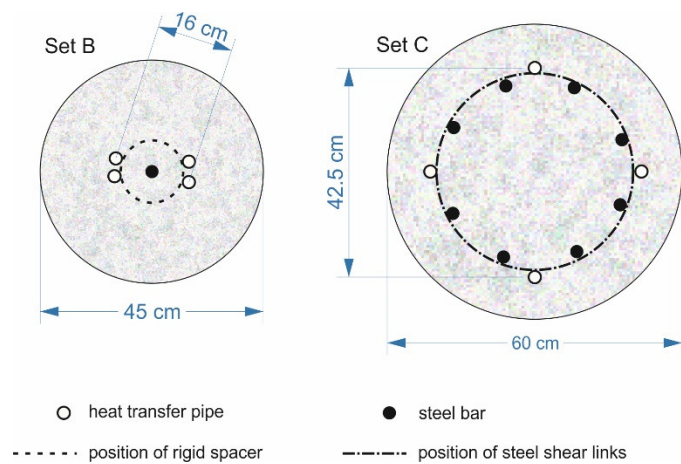 16 cm
Set B
Set C
42.5 cm
45 cm
60 cm
heat transfer pipe
steel bar
position of rigid spacer
position of steel shear links